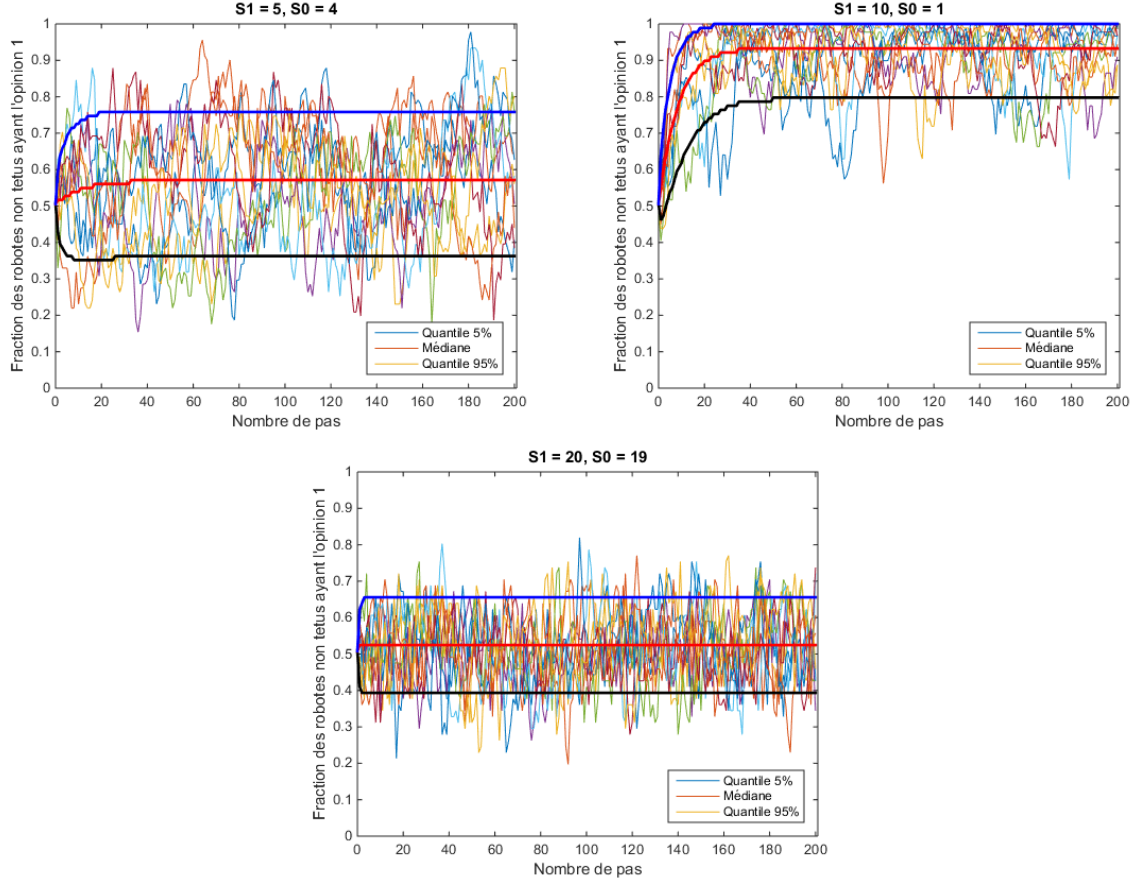 S1 = 5, S0 = 4
Fraction des robotes non tetus ayant l'opinion 1
1
0.9
0.8
0.7
0.6
0.5
0.4
0.3
0.2
0.1
0
0 20 40 60 80 100 120 140 160 180 200
Nombre de pas
Quantile 5%
Médiane
Quantile 95%
S1 = 10, S0 = 1
Fraction des robotes non tetus ayant l'opinion 1
1
0.9
0.8
0.7
0.6
0.5
0.4
0.3
0.2
0.1
0
0 20 40 60 80 100 120 140 160 180 200
Nombre de pas
Quantile 5%
Médiane
Quantile 95%
S1 = 20, S0 = 19
Fraction des robotes non tetus ayant l'opinion 1
1
0.9
0.8
0.7
0.6
0.5
0.4
0.3
0.2
0.1
0
0 20 40 60 80 100 120 140 160 180 200
Nombre de pas
Quantile 5%
Médiane
Quantile 95%